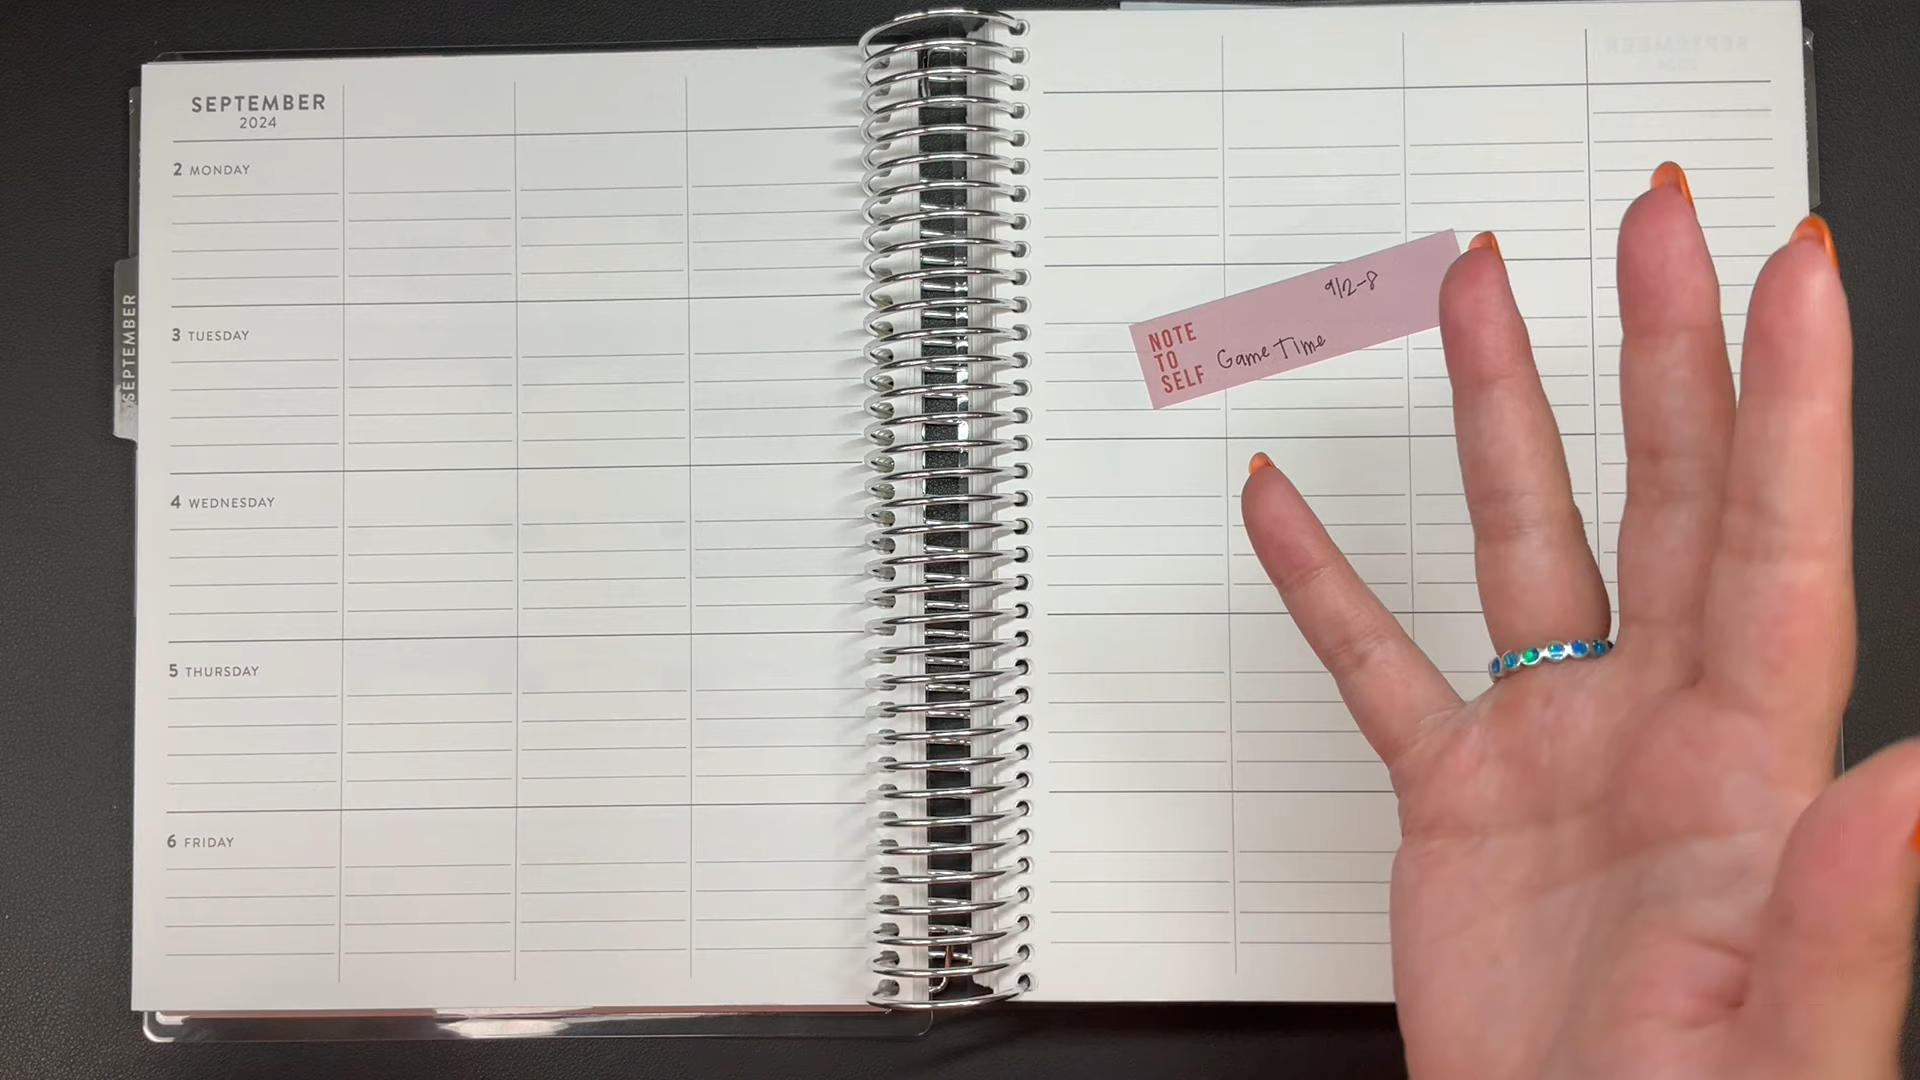 SEPTEMBER
2024
2 MONDAY
3 TUESDAY
4 WEDNESDAY
5 THURSDAY
6 FRIDAY
SEPTEMBER
SEPTEMBER
9/2-8
NOTE
TO
SELF
Game Time